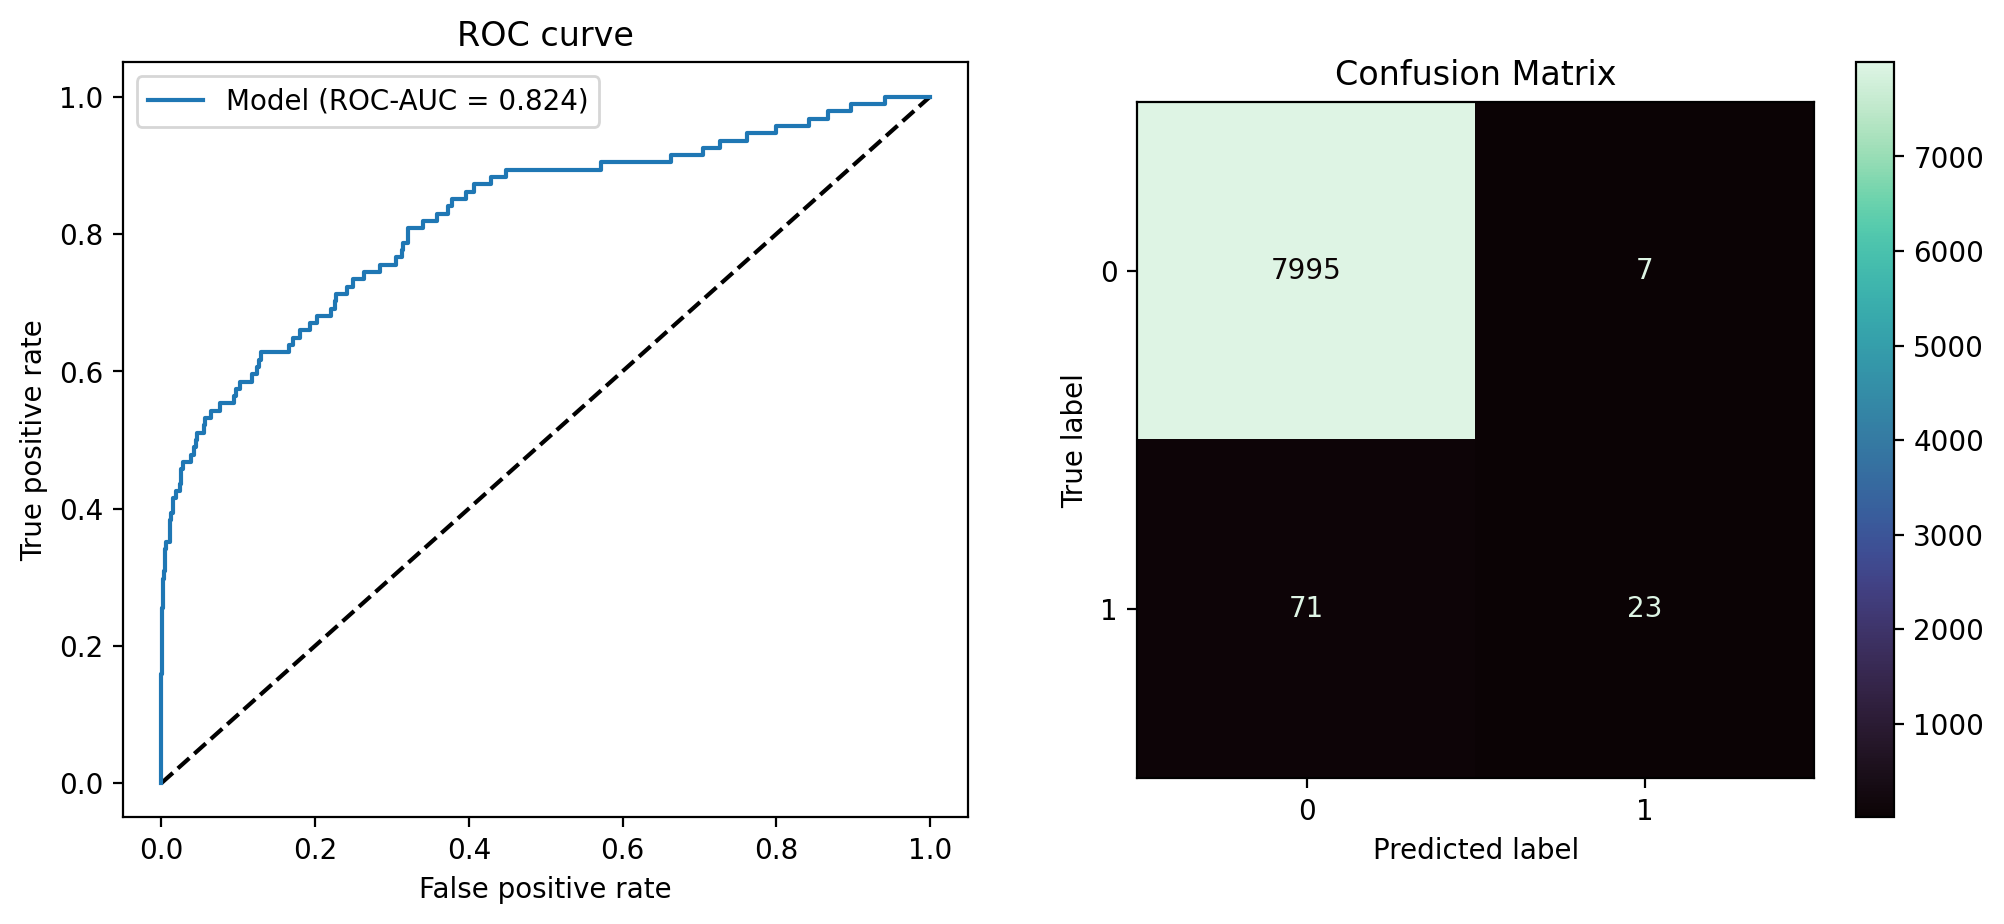 ROC curve
Model (ROC-AUC = 0.824)
1.0
0.8
0.6
0.4
0.2
0.0
True positive rate
0.0 0.2 0.4 0.6 0.8 1.0
False positive rate
Confusion Matrix
7995 7
71 23
0
1
True label
0 1
Predicted label
7000
6000
5000
4000
3000
2000
1000